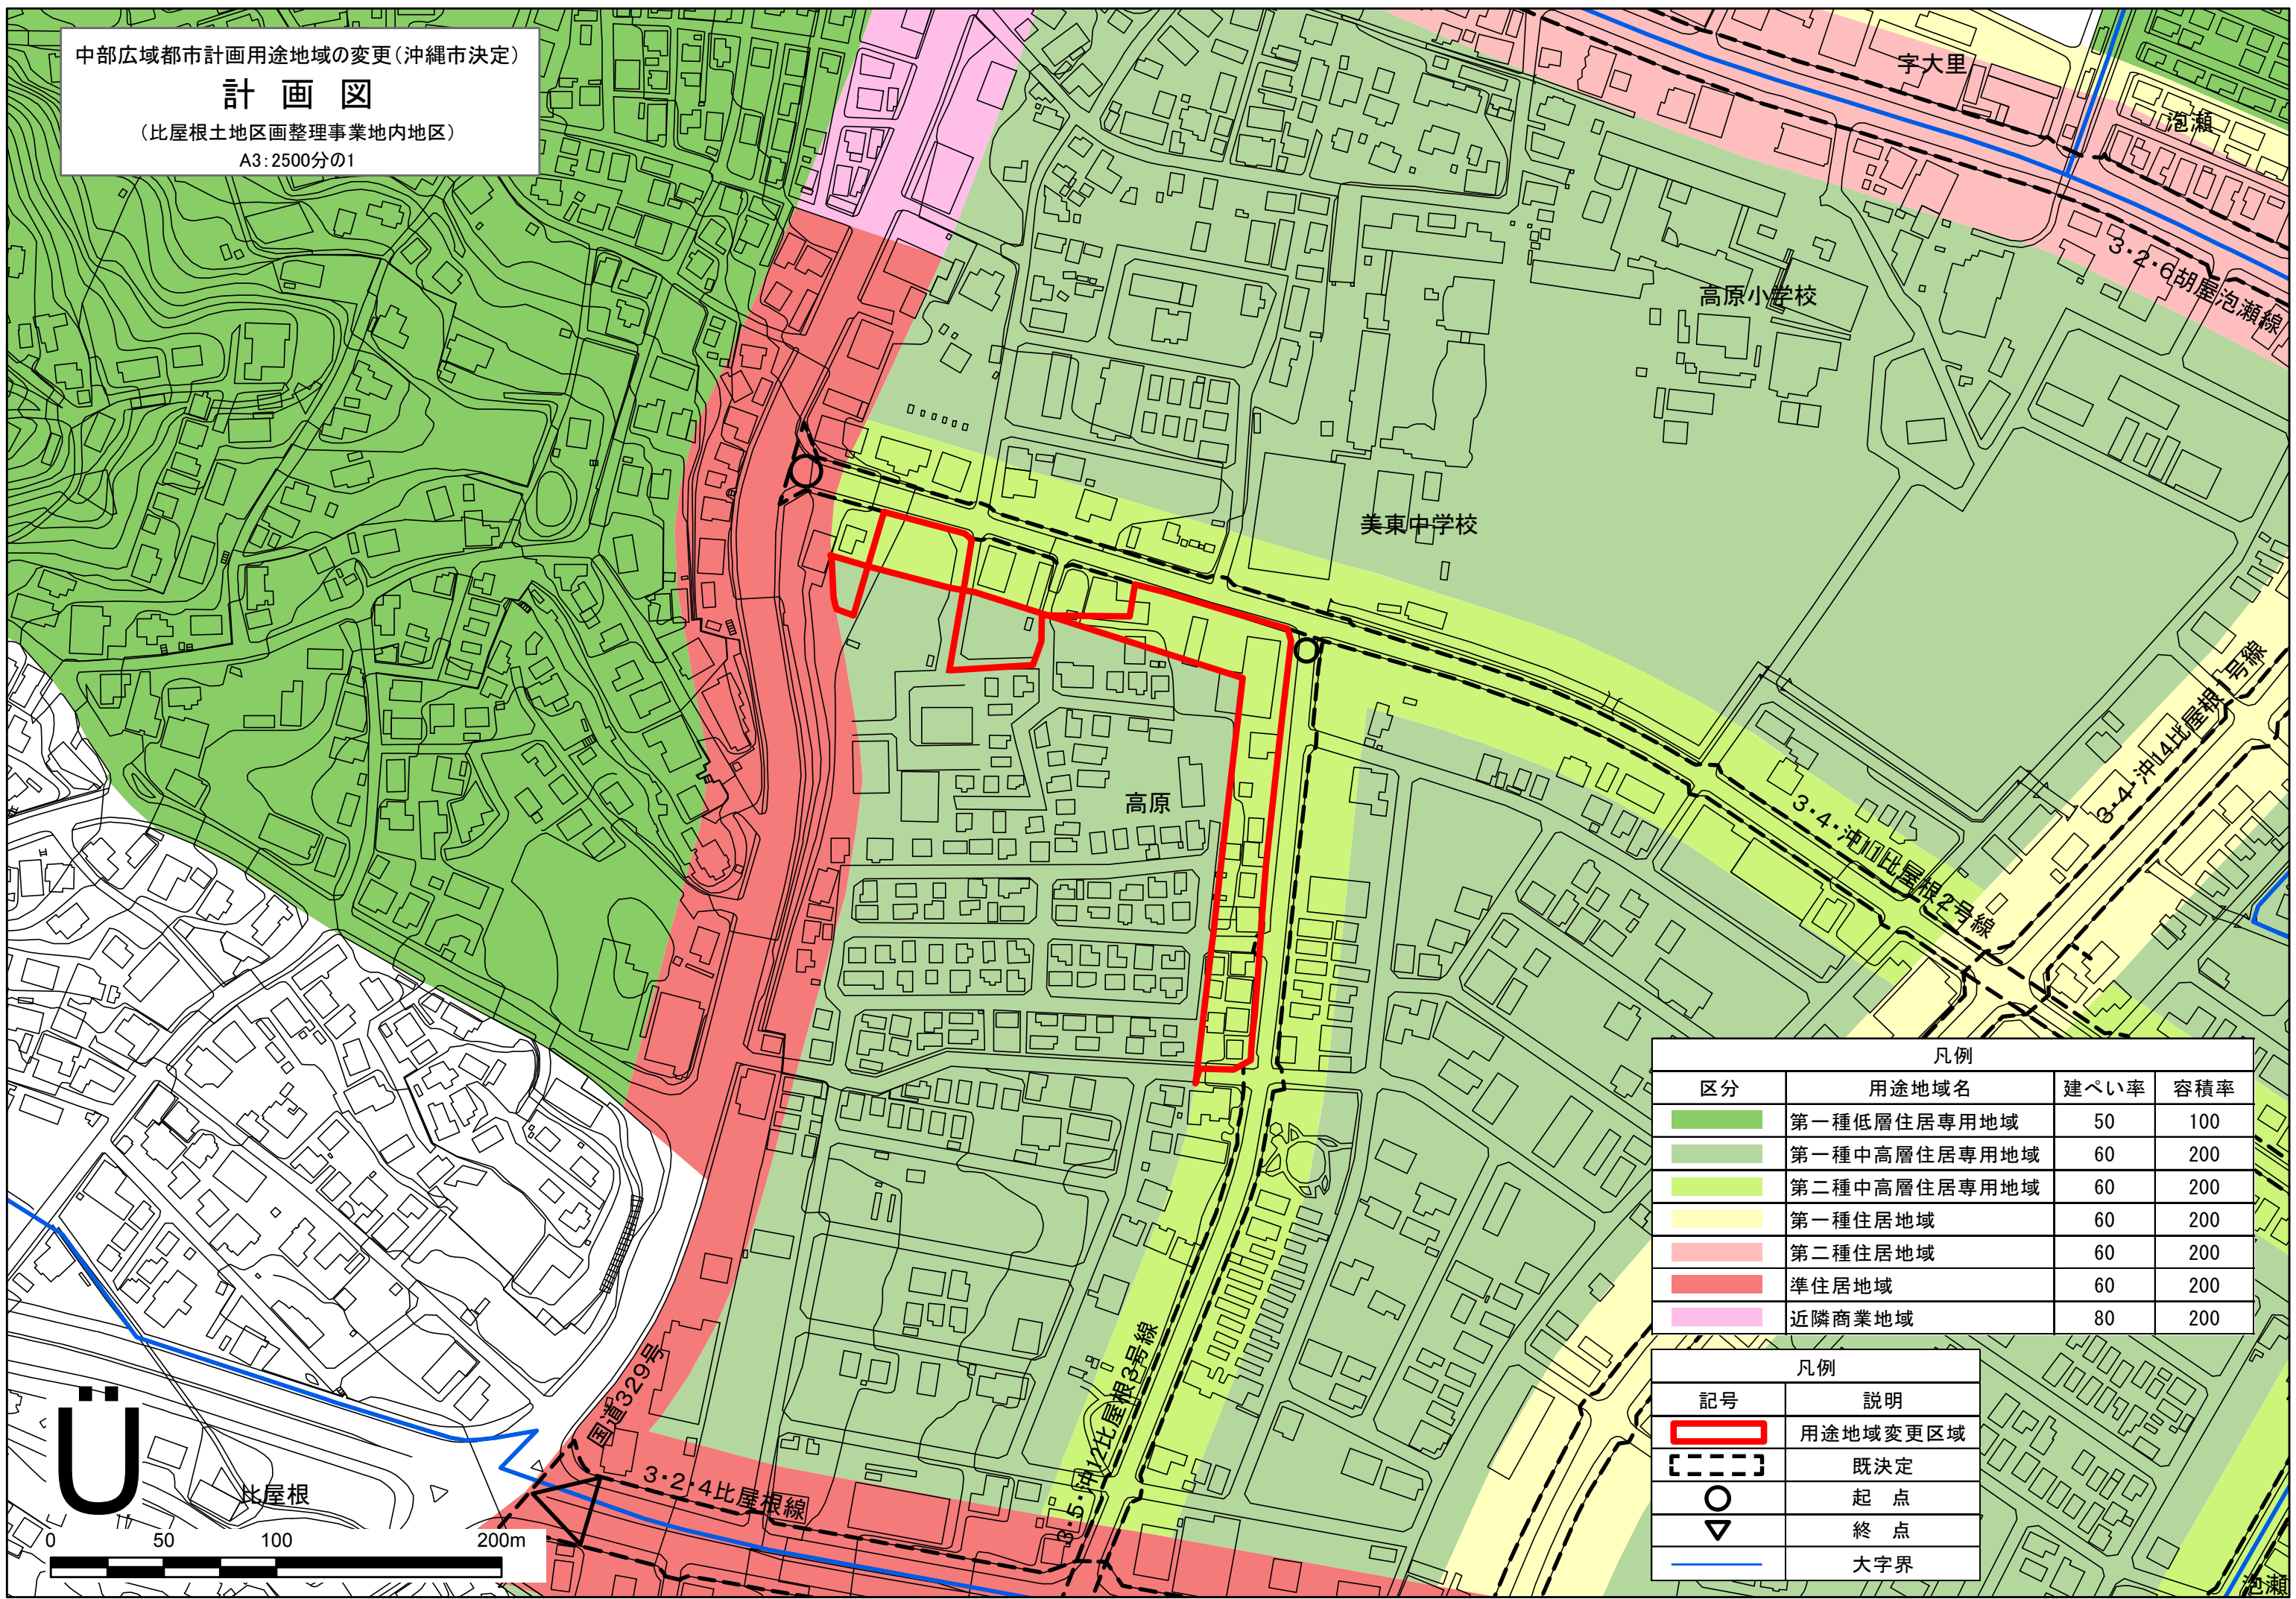 中部広域都市計画用途地域の変更(沖縄市決定)
計 画 図
(比屋根土地区画整理事業地内地区)
A3:2500分の1
字大里
泡瀬
3・2・6胡屋泡瀬線
高原小学校
美東中学校
3・4・沖14比屋根1号線
高原
3・4・沖11比屋根2号線
国道329号
3・2・4比屋根線
3・5・沖12比屋根3号線
比屋根
Ü
0 50 100 200m
凡例
区分 用途地域名 建ぺい率 容積率
第一種低層住居専用地域 50 100
第一種中高層住居専用地域 60 200
第二種中高層住居専用地域 60 200
第一種住居地域 60 200
第二種住居地域 60 200
準住居地域 60 200
近隣商業地域 80 200
凡例
記号 説明
用途地域変更区域
既決定
起 点
終 点
大字界
泡瀬